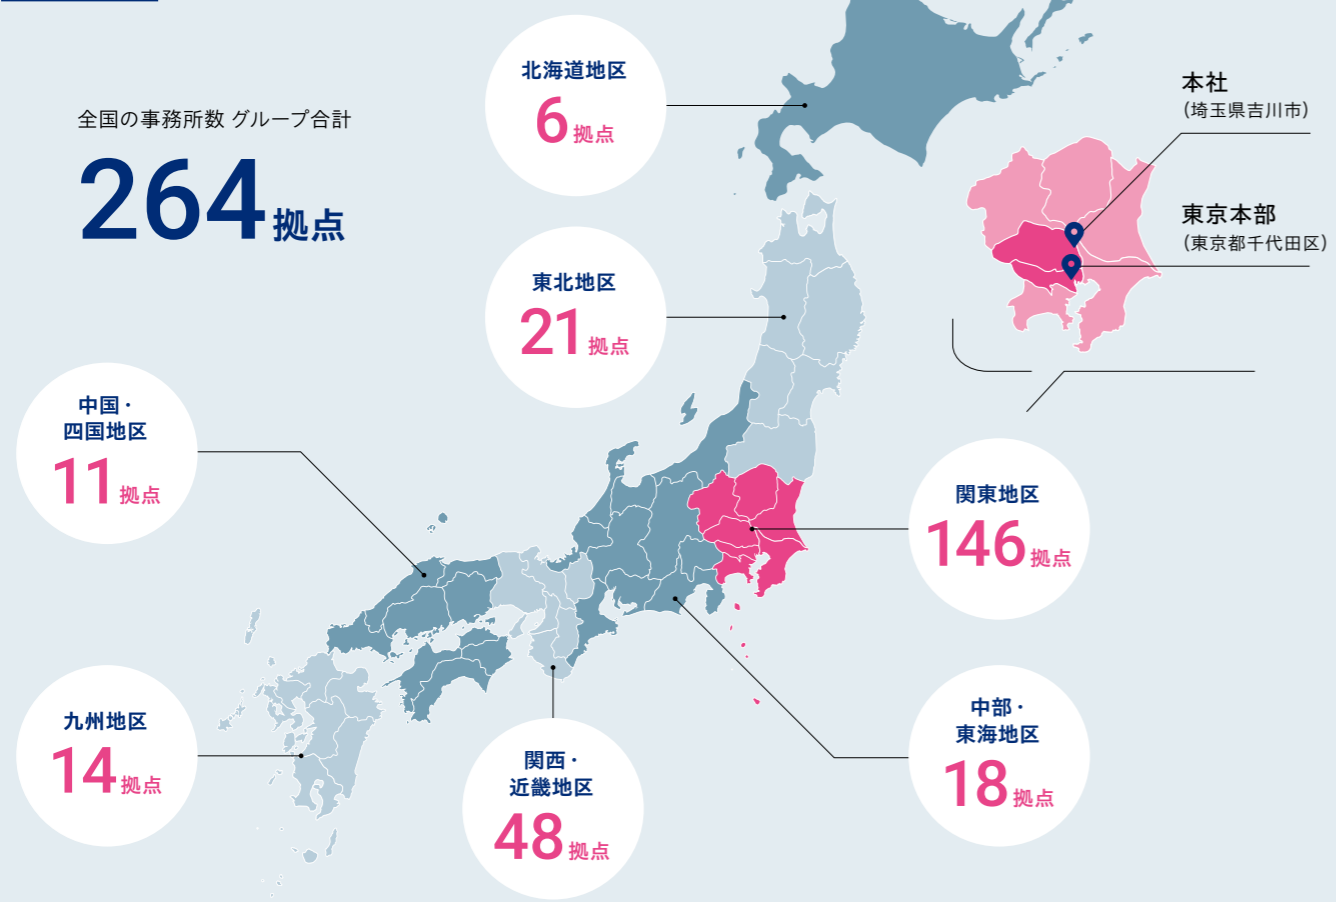 全国の事務所数 グループ合計
264拠点
北海道地区
6拠点
本社
(埼玉県吉川市)
東京本部
(東京都千代田区)
東北地区
21拠点
中国・
四国地区
11拠点
関東地区
146拠点
九州地区
14拠点
関西・
近畿地区
48拠点
中部・
東海地区
18拠点